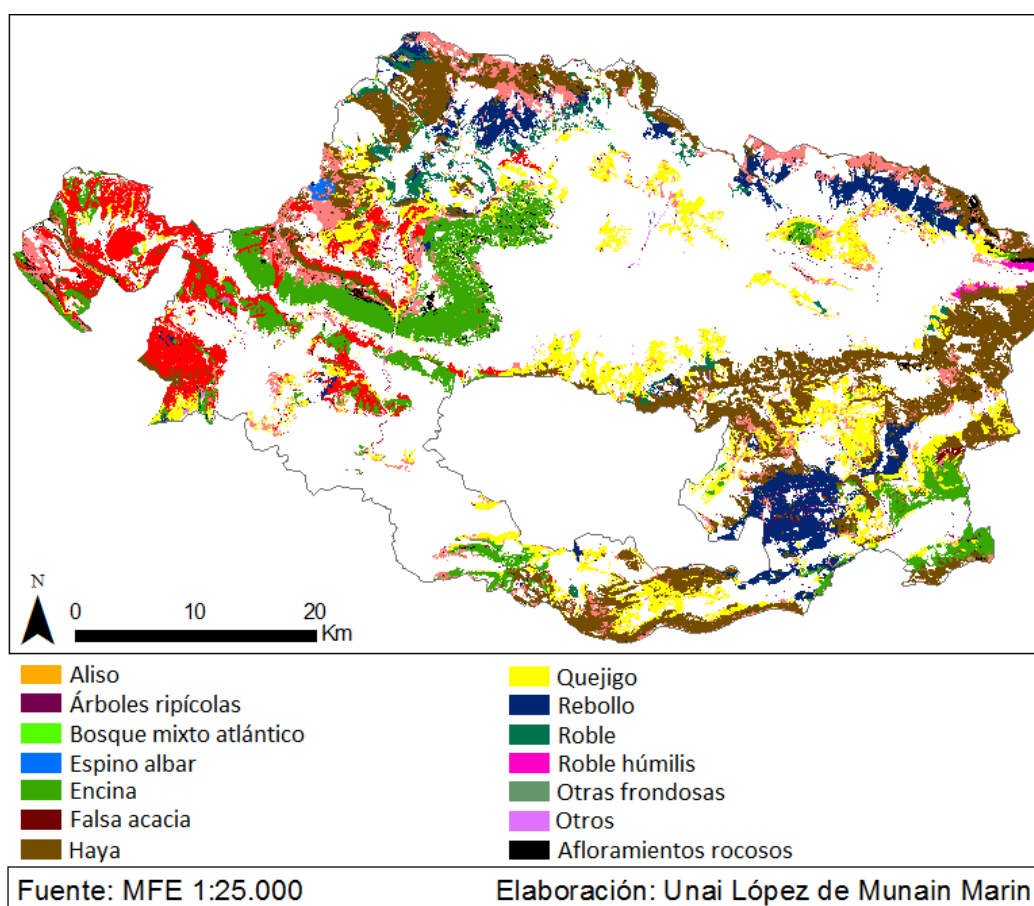 N
0 10 20
Km
Aliso
Árboles ripícolas
Bosque mixto atlántico
Espino albar
Encina
Falsa acacia
Haya
Quejigo
Rebollo
Roble
Roble húmilis
Otras frondosas
Otros
Afloramientos rocosos
Fuente: MFE 1:25.000 Elaboración: Unai López de Munain Marin